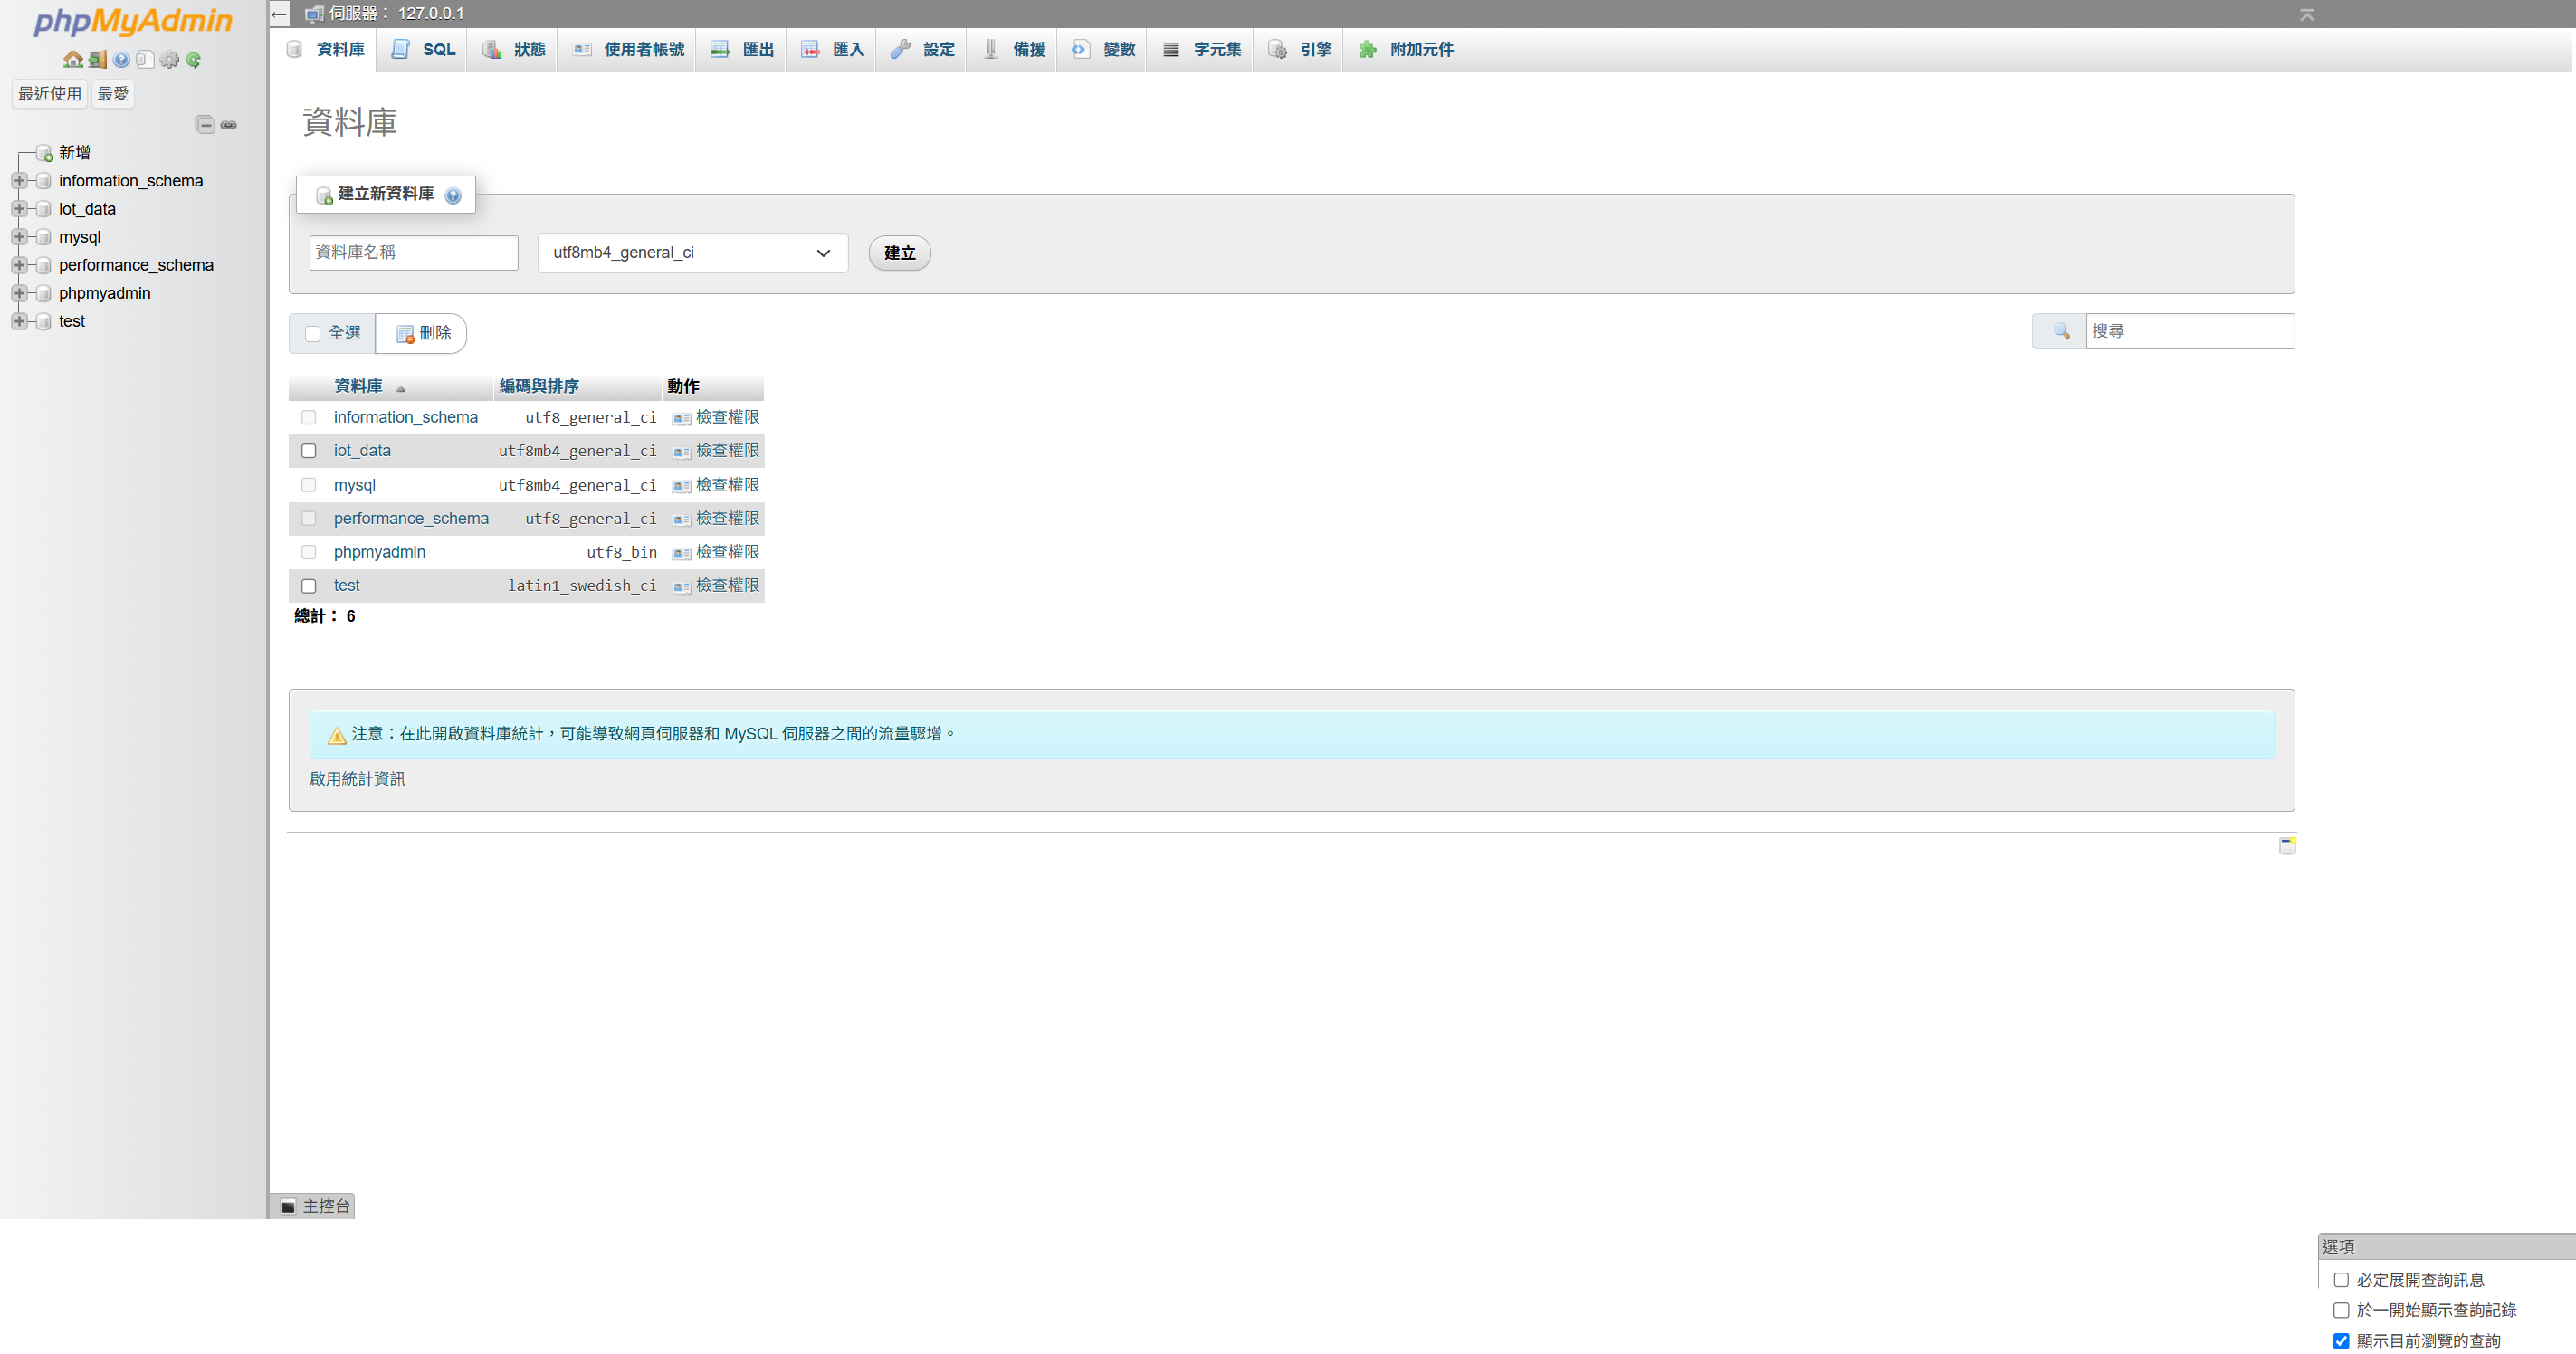 phpMyAdmin
最近使用 最愛
新增
information_schema
iot_data
mysql
performance_schema
phpmyadmin
test
伺服器： 127.0.0.1
資料庫 SQL 狀態 使用者帳號 匯出 匯入 設定 備援 變數 字元集 引擎 附加元件
資料庫
建立新資料庫
資料庫名稱 utf8mb4_general_ci 建立
全選 刪除 搜尋
資料庫 編碼與排序 動作
information_schema utf8_general_ci 檢查權限
iot_data utf8mb4_general_ci 檢查權限
mysql utf8mb4_general_ci 檢查權限
performance_schema utf8_general_ci 檢查權限
phpmyadmin utf8_bin 檢查權限
test latin1_swedish_ci 檢查權限
總計： 6
注意：在此開啟資料庫統計，可能導致網頁伺服器和 MySQL 伺服器之間的流量驟增。
啟用統計資訊
主控台
選項
必定展開查詢訊息
於一開始顯示查詢記錄
顯示目前瀏覽的查詢